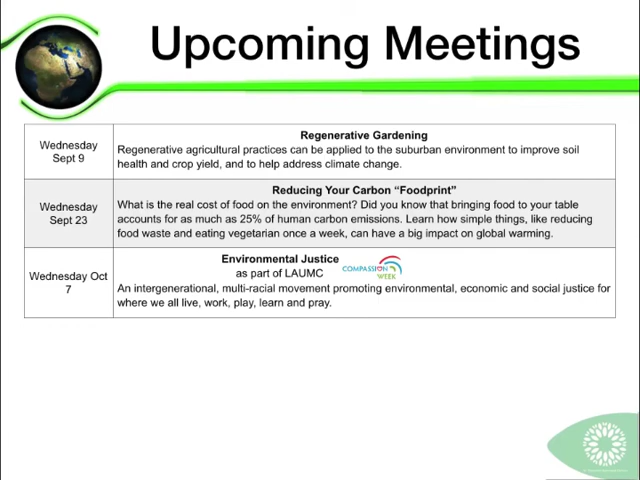 Upcoming Meetings
Wednesday
Sept 9
Regenerative Gardening
Regenerative agricultural practices can be applied to the suburban environment to improve soil
health and crop yield, and to help address climate change.
Wednesday
Sept 23
Reducing Your Carbon “Foodprint”
What is the real cost of food on the environment? Did you know that bringing food to your table
accounts for as much as 25% of human carbon emissions. Learn how simple things, like reducing
food waste and eating vegetarian once a week, can have a big impact on global warming.
Wednesday Oct
7
Environmental Justice
as part of LAUMC
COMPASSION
WEEK
An intergenerational, multi-racial movement promoting environmental, economic and social justice for
where we all live, work, play, learn and pray.